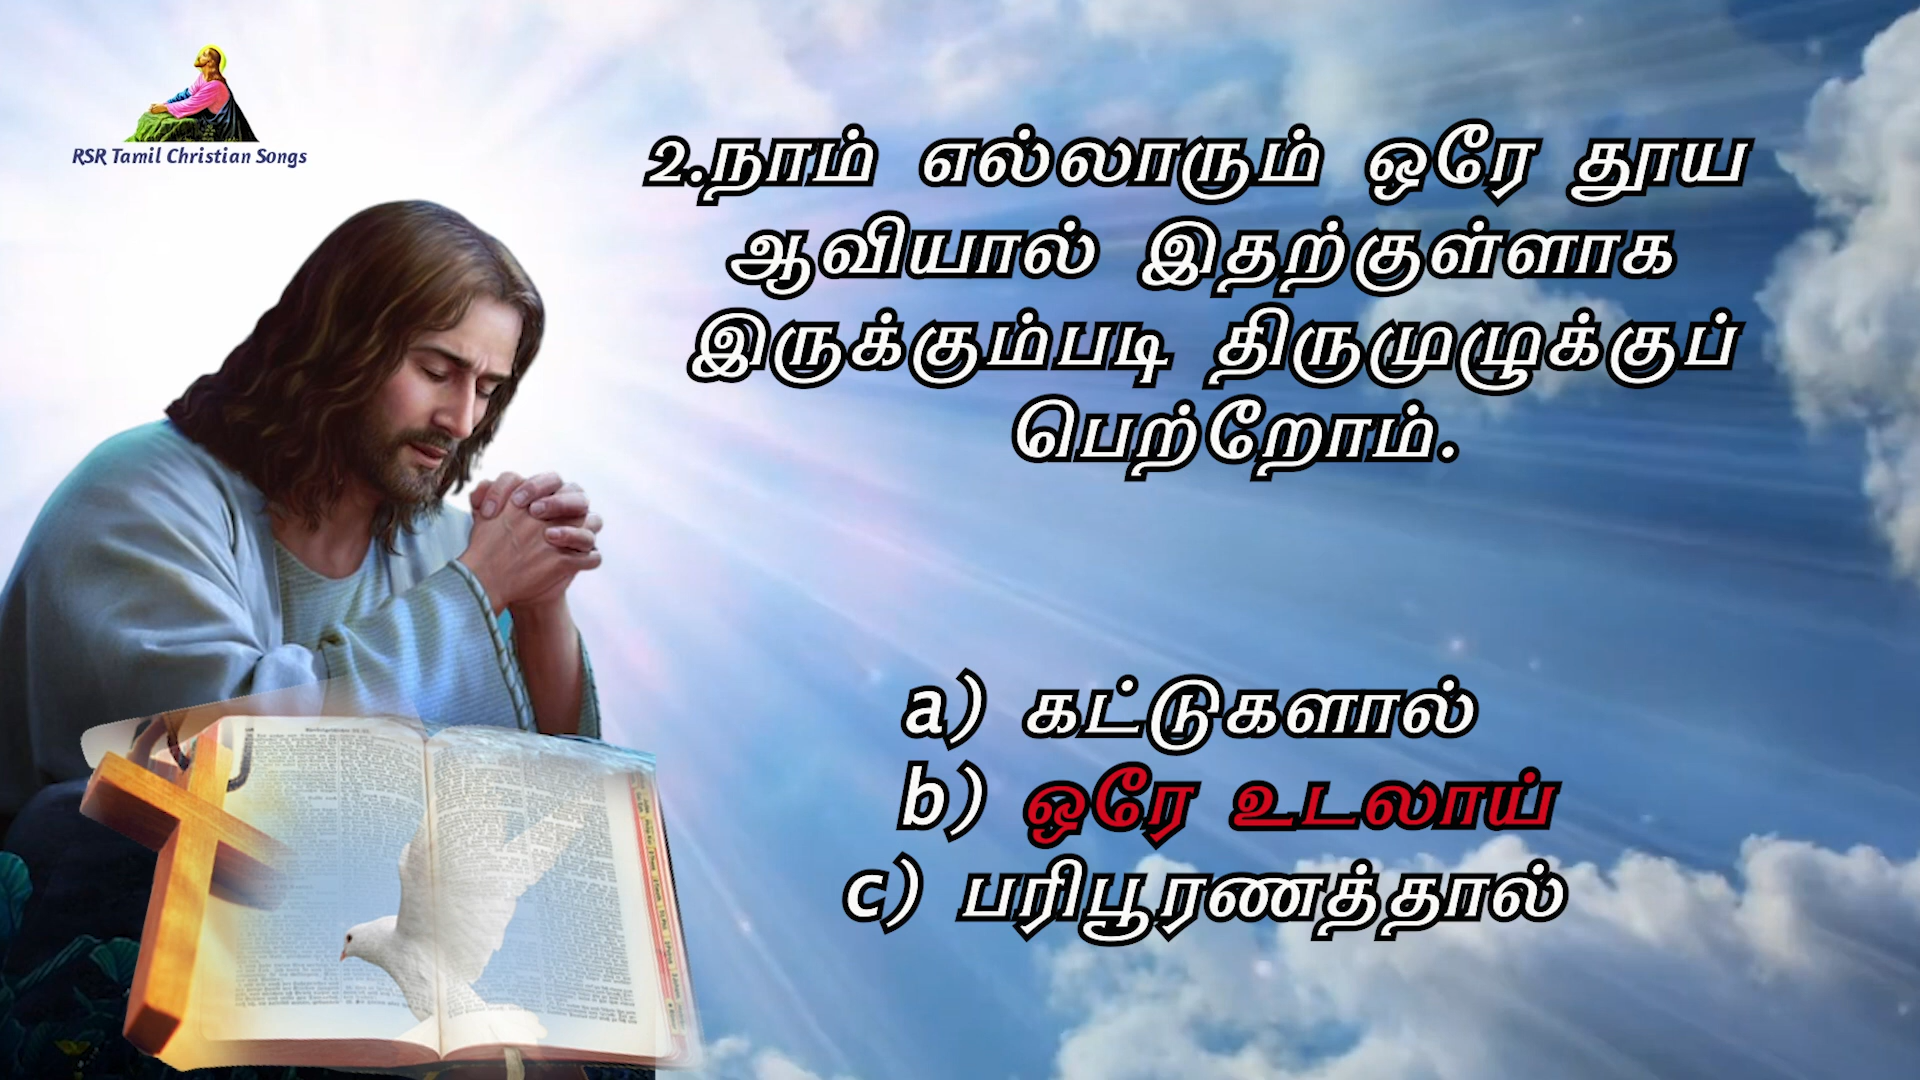 RSR Tamil Christian Songs
2.நாம் எல்லாரும் ஒரே தூய
ஆவியால் இதற்குள்ளாக
இருக்கும்படி திருமுழுக்குப்
பெற்றோம்.
a) கட்டுகளால்
b) ஒரே உடலாய்
c) பரிபூரணத்தால்